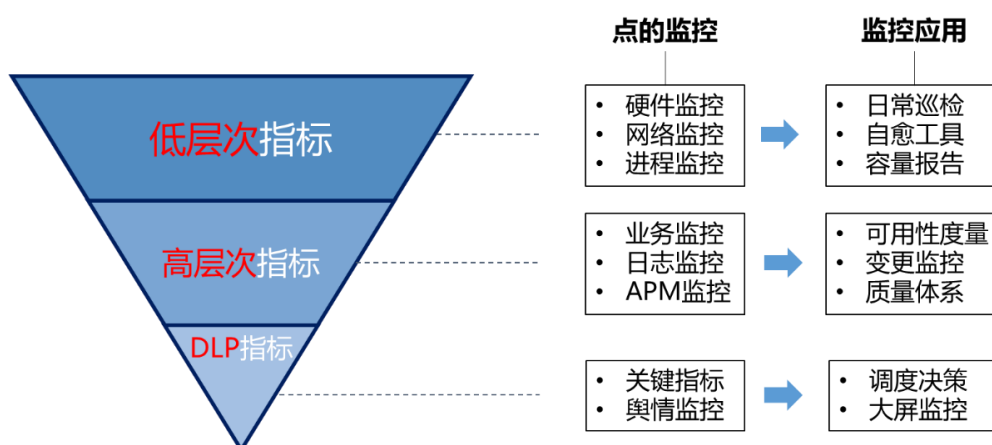 点的监控
监控应用
低层次指标
• 硬件监控
• 网络监控
• 进程监控
• 日常巡检
• 自愈工具
• 容量报告
高层次指标
• 业务监控
• 日志监控
• APM监控
• 可用性度量
• 变更监控
• 质量体系
DLP指标
• 关键指标
• 舆情监控
• 调度决策
• 大屏监控